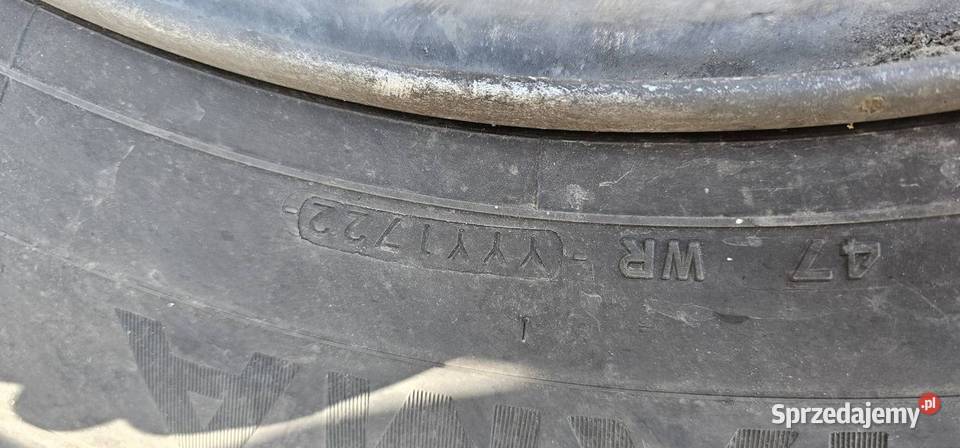 47 WR - YYY1722 -
Sprzedajemy.pl